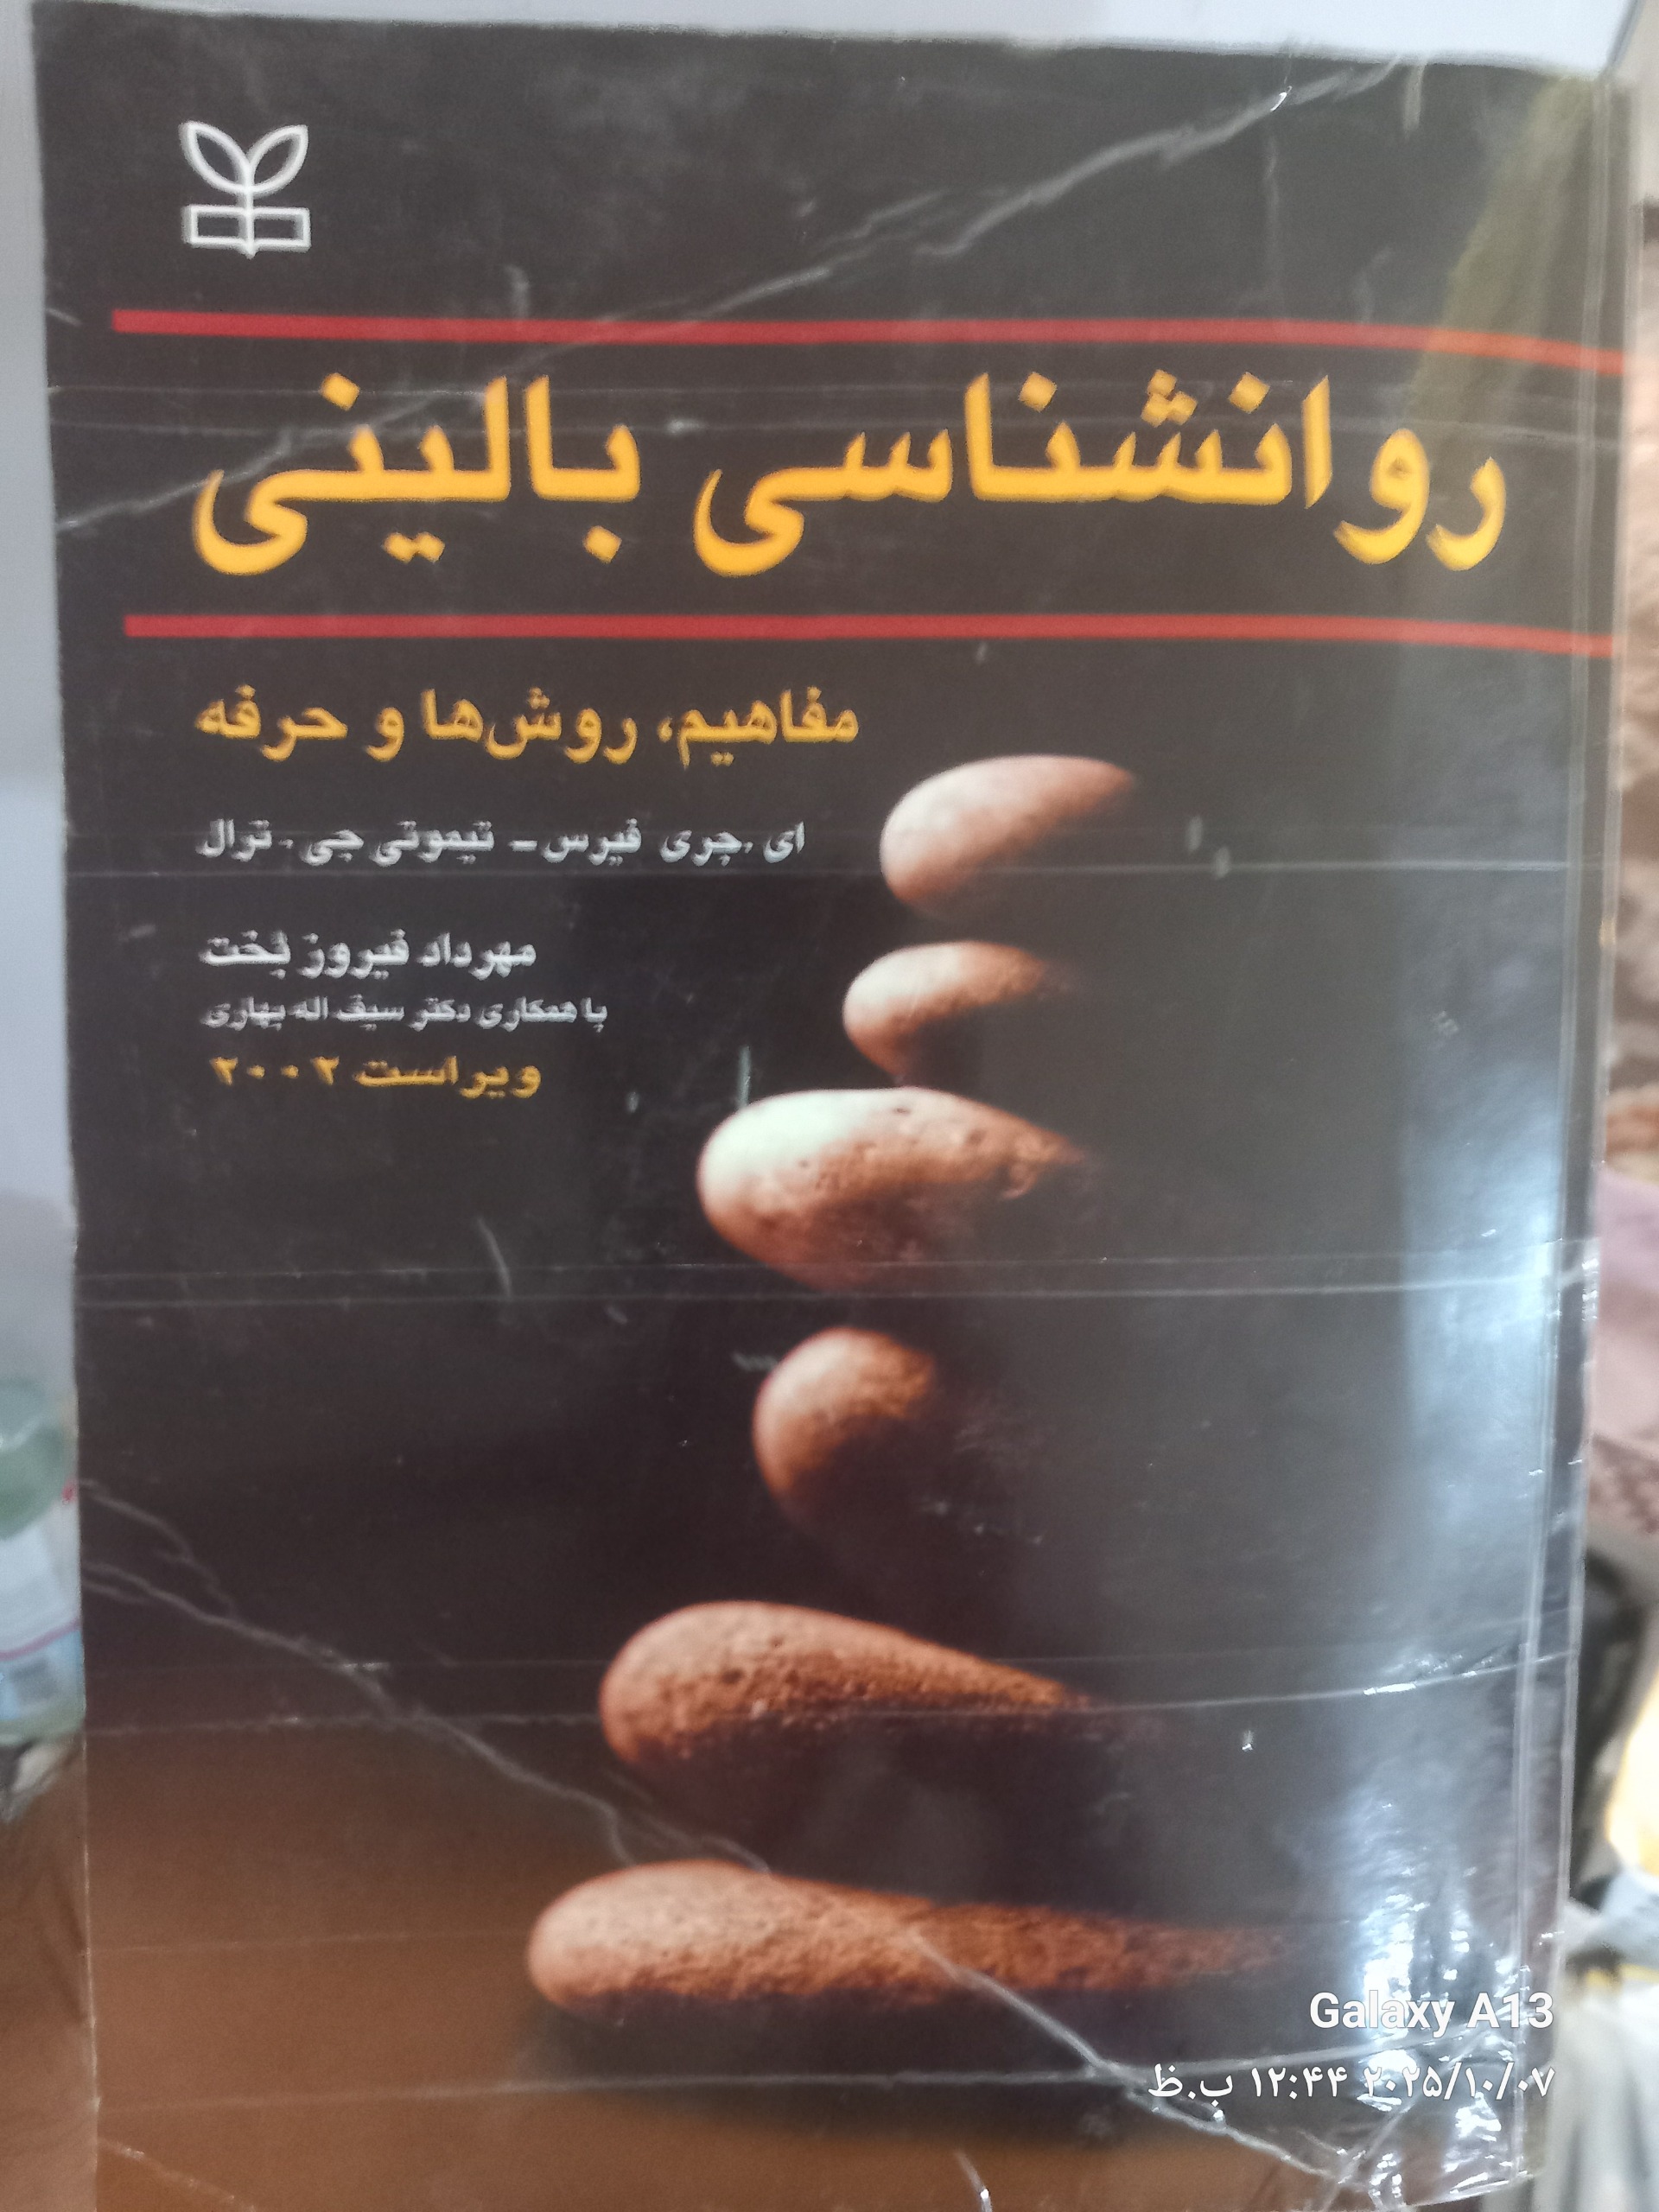 روانشناسی بالینی
مفاهیم، روش‌ها و حرفه
ای .جری فیرس - تیموتی جی. ترال
مهرداد فیروز بخت
با همکاری دکتر سیف اله بهاری
ویراست ۲۰۰۲
Galaxy A13
۲۰۲۵/۱۰/۰۷ ۱۲:۴۴ ب.ظ